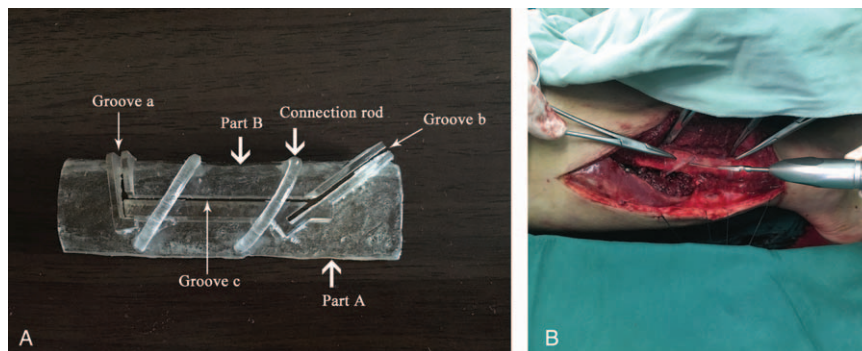 A
Groove a
Part B
Connection rod
Groove b
Groove c
Part A
B